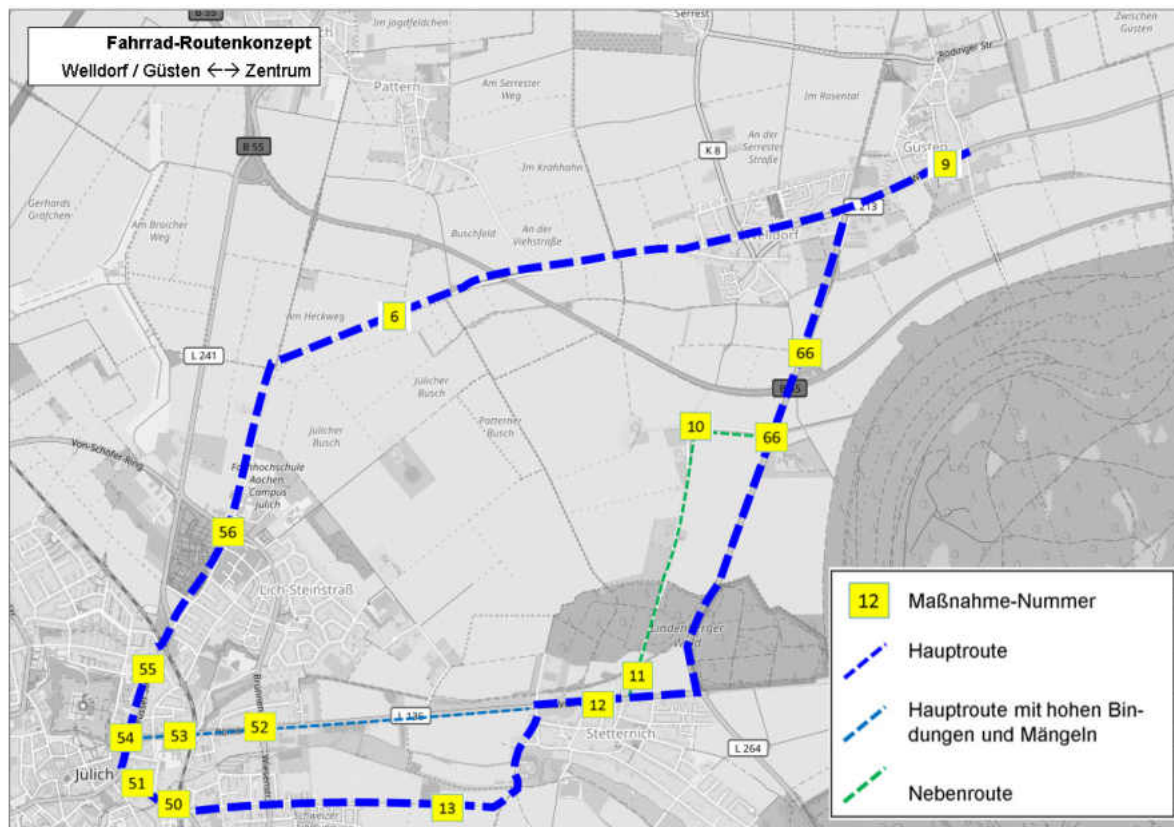 Fahrrad-Routenkonzept
Welldorf / Güsten <--> Zentrum
B 55
Im Jagdfeldchen
Serrest
Zwischen
Güsten
Rödinger Str.
Pattern
Am Serrester
Weg
Im Rosental
An der
Serrester
Straße
K 8
B 55
Im Krahhahn
Güsten
9
Gerhards
Gräfchen
Am Broicher
Weg
Buschfeld
An der
Viehstraße
213
Am Heckweg
6
L 241
Jülicher
Busch
66
Patterner
Busch
10
66
Jülicher
Busch
Von-Schöfer-Ring
Fachhochschule
Aachen
Campus
Jülich
56
Lich-Steinstraß
Lindenberger
Wald
55
11
12
L 136
52
53
54
Stetternich
L 264
Jülich
51
50
13
12 Maßnahme-Nummer
Hauptroute
Hauptroute mit hohen Bin-
dungen und Mängeln
Nebenroute